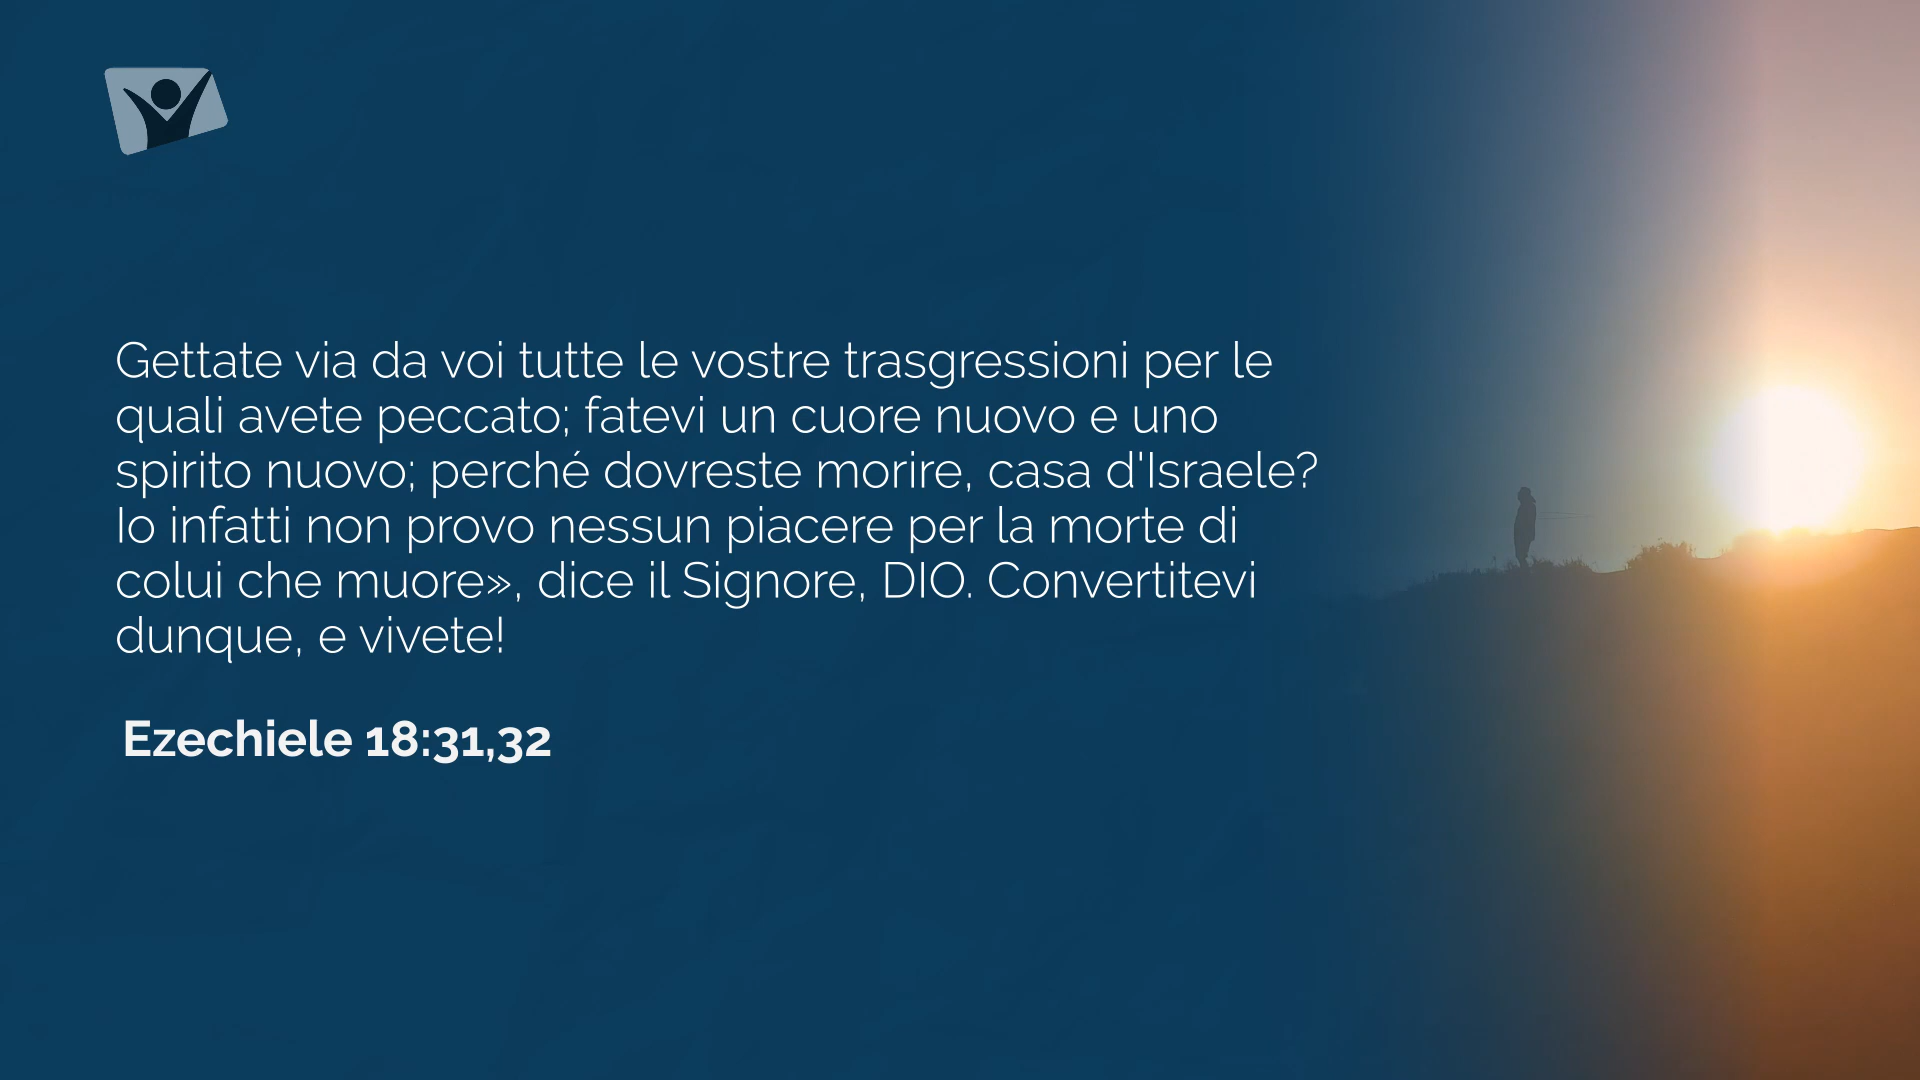 Gettate via da voi tutte le vostre trasgressioni per le
quali avete peccato; fatevi un cuore nuovo e uno
spirito nuovo; perché dovreste morire, casa d'Israele?
Io infatti non provo nessun piacere per la morte di
colui che muore», dice il Signore, DIO. Convertitevi
dunque, e vivete!
Ezechiele 18:31,32